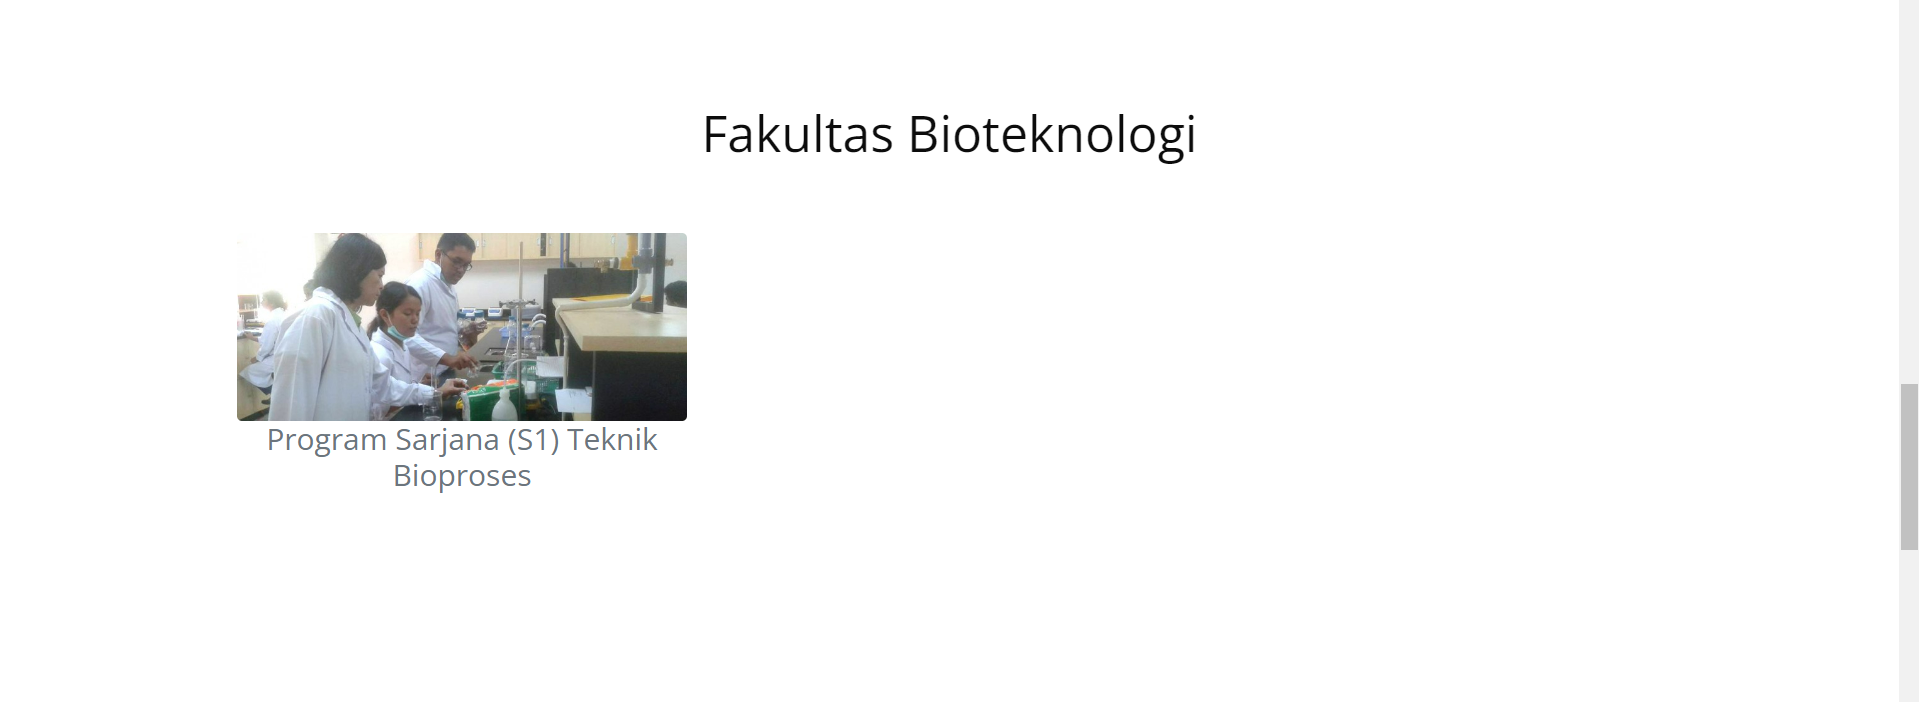 Fakultas Bioteknologi
Program Sarjana (S1) Teknik
Bioproses